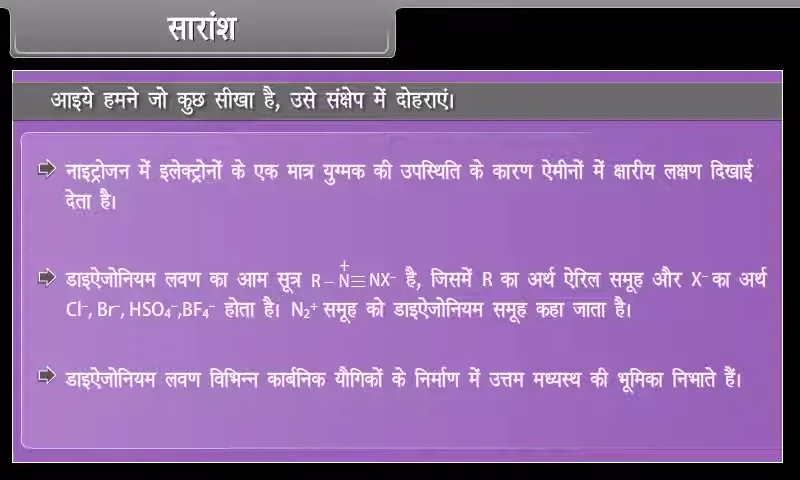 सारांश
आइये हमने जो कुछ सीखा है, उसे संक्षेप में दोहराएं।
नाइट्रोजन में इलेक्ट्रोनों के एक मात्र युग्मक की उपस्थिति के कारण ऐमीनों में क्षारीय लक्षण दिखाई
देता है।
डाइऐजोनियम लवण का आम सूत्र R–N⁺≡NX⁻ है, जिसमें R का अर्थ ऐरिल समूह और X⁻ का अर्थ
Cl⁻, Br⁻, HSO₄⁻,BF₄⁻ होता है। N₂⁺ समूह को डाइऐजोनियम समूह कहा जाता है।
डाइऐजोनियम लवण विभिन्न कार्बनिक यौगिकों के निर्माण में उत्तम मध्यस्थ की भूमिका निभाते हैं।